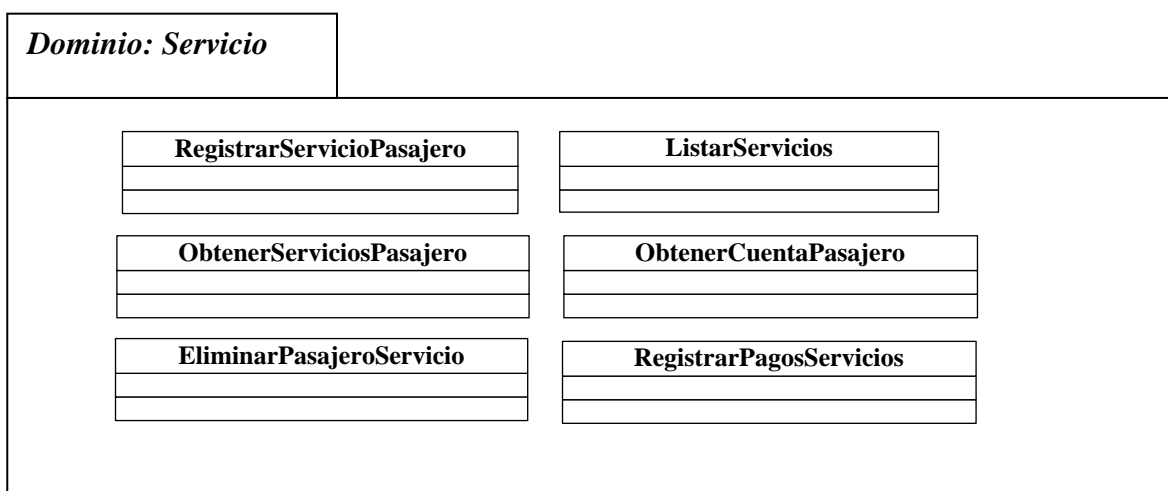 Dominio: Servicio
RegistrarServicioPasajero
ListarServicios
ObtenerServiciosPasajero
ObtenerCuentaPasajero
EliminarPasajeroServicio
RegistrarPagosServicios